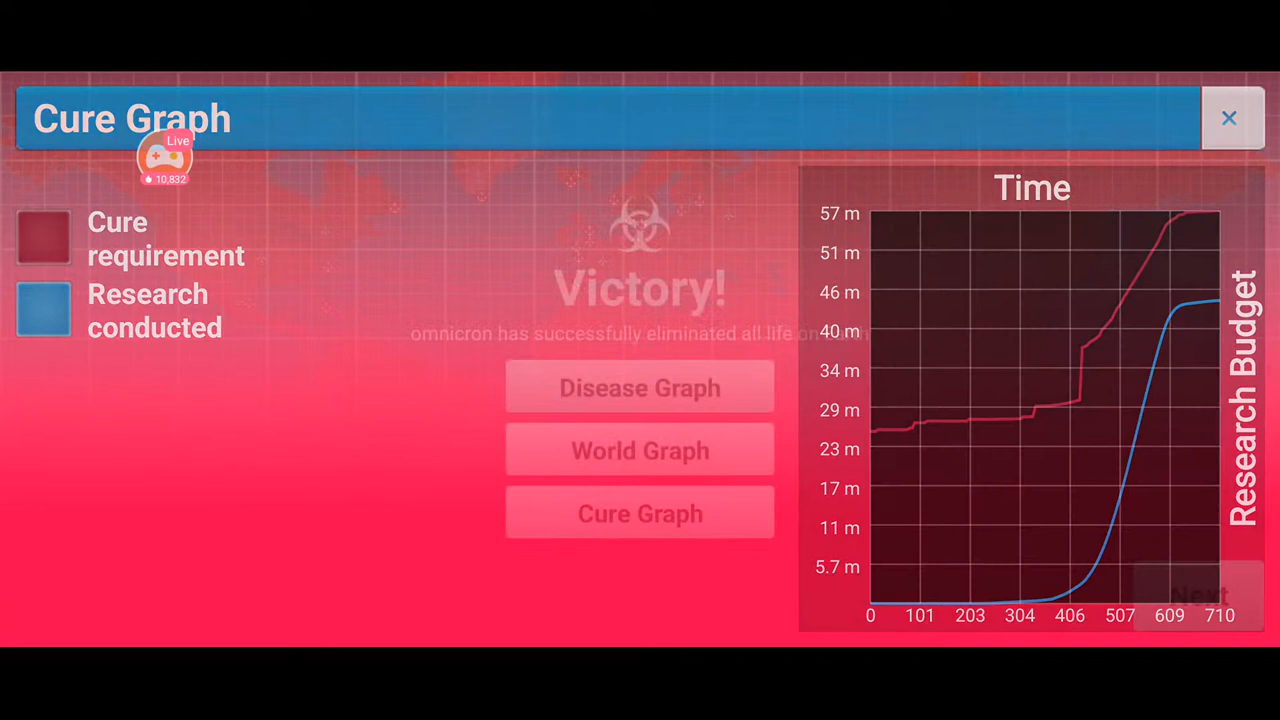 Cure Graph
×
Live
10,832
Cure
requirement
Research
conducted
Victory!
omnicron has successfully eliminated all life on earth
Disease Graph
World Graph
Cure Graph
Time
57 m
51 m
46 m
40 m
34 m
29 m
23 m
17 m
11 m
5.7 m
0 101 203 304 406 507 609 710
Research Budget
Next